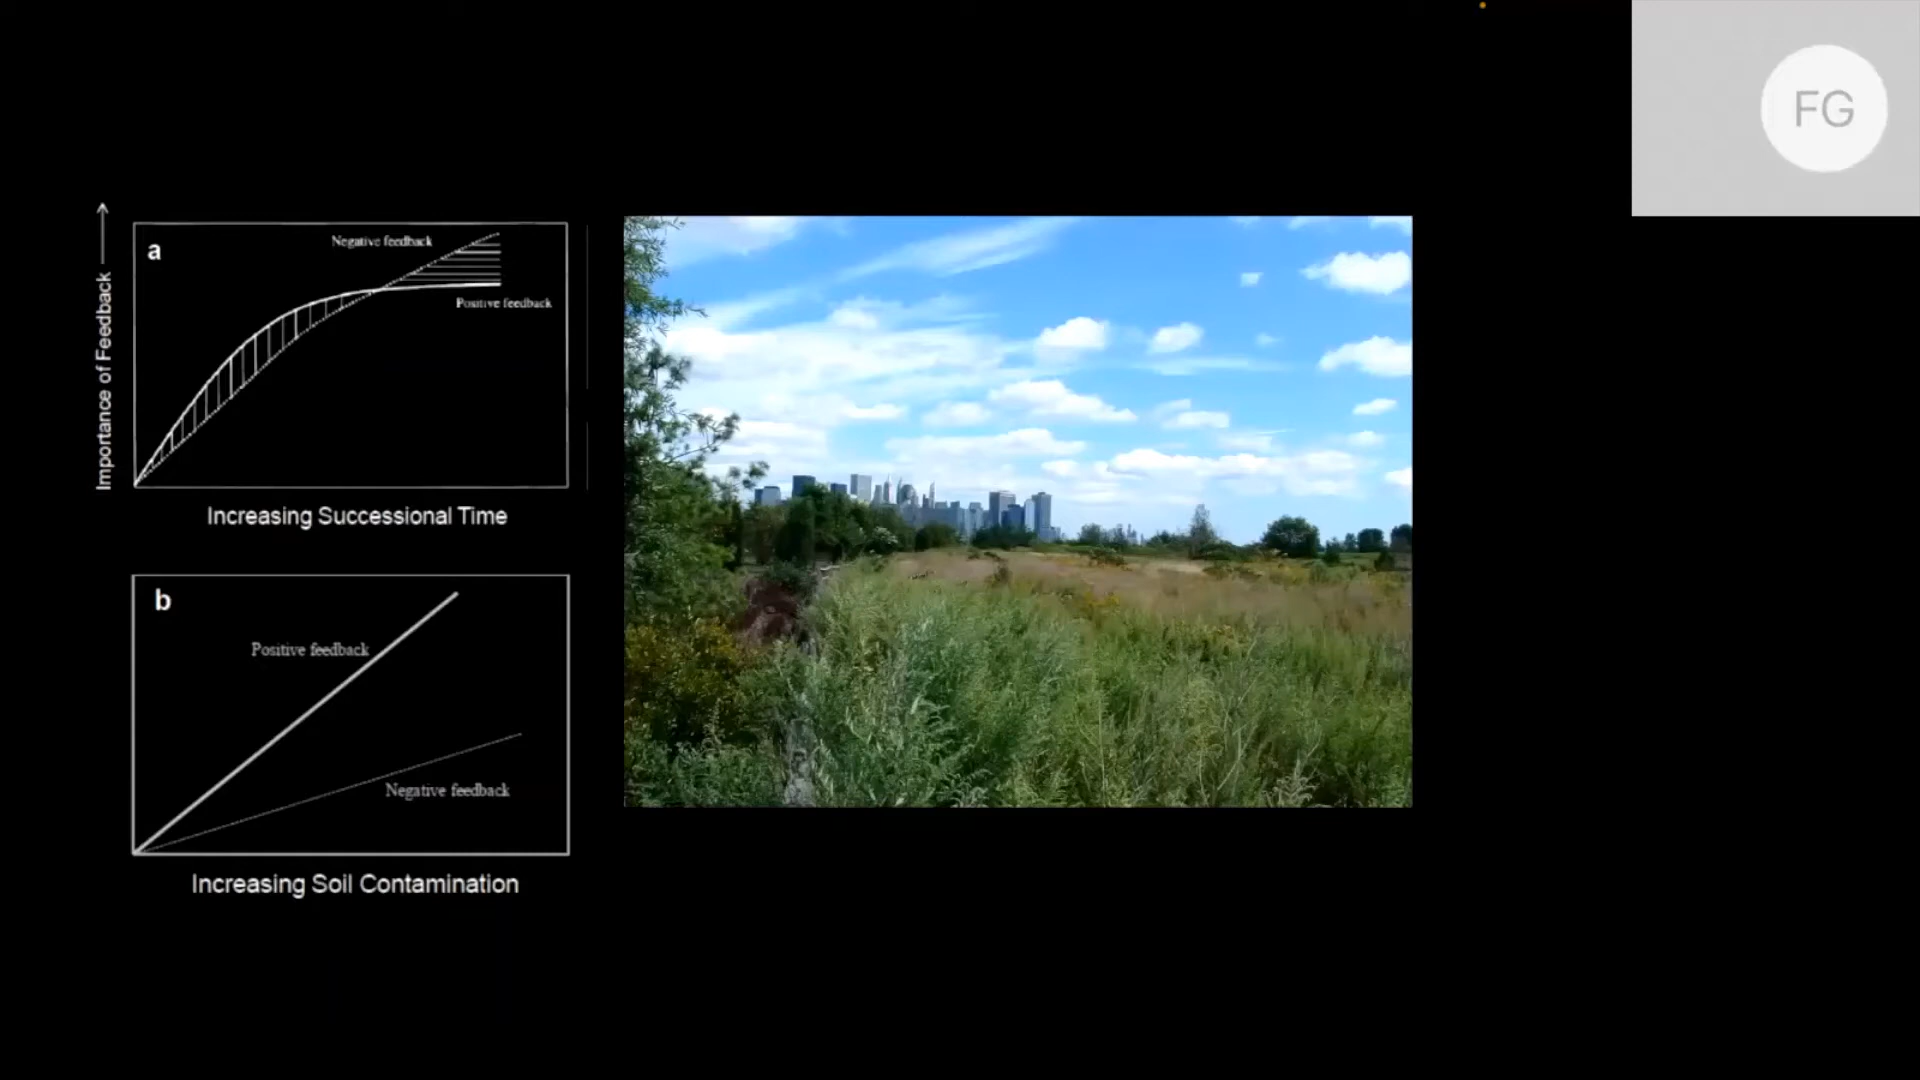 FG
a
Negative feedback
Positive feedback
Importance of Feedback
Increasing Successional Time
b
Positive feedback
Negative feedback
Increasing Soil Contamination